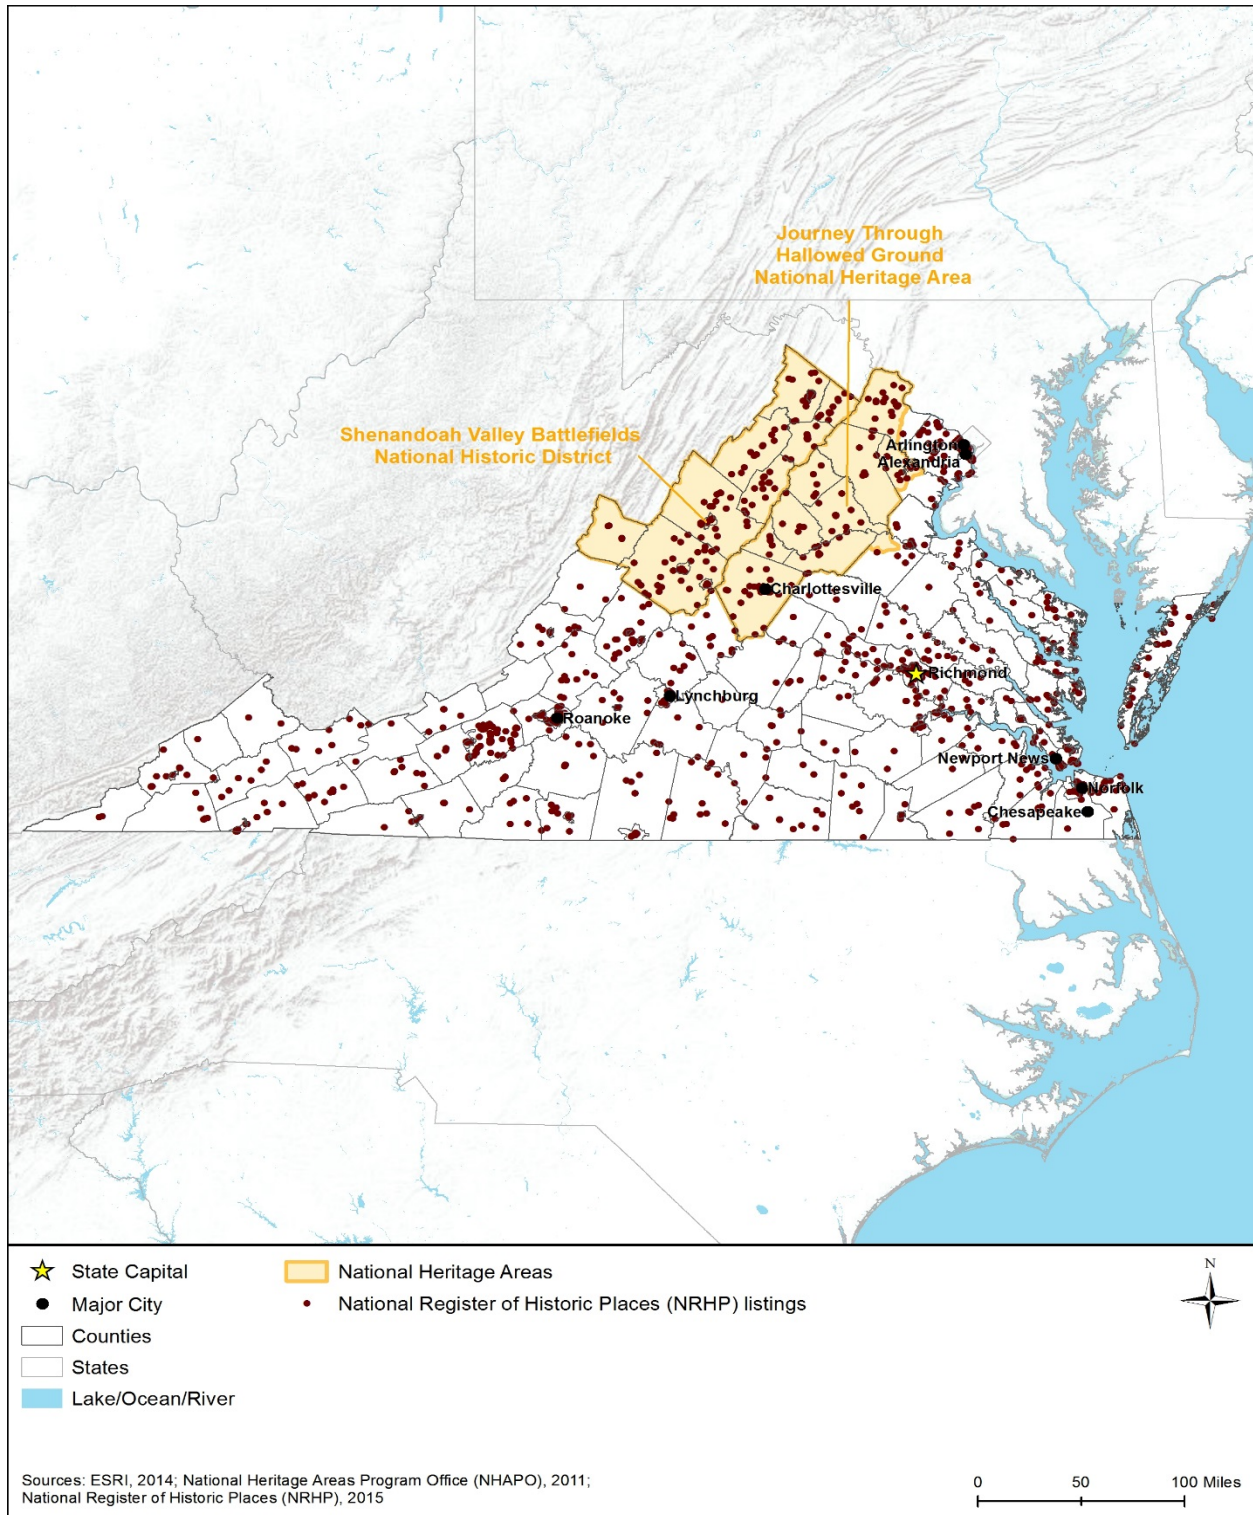 Journey Through
Hallowed Ground
National Heritage Area
Shenandoah Valley Battlefields
National Historic District
Arlington
Alexandria
Charlottesville
Richmond
Lynchburg
Roanoke
Newport News
Norfolk
Chesapeake
State Capital
National Heritage Areas
N
Major City
National Register of Historic Places (NRHP) listings
Counties
States
Lake/Ocean/River
Sources: ESRI, 2014; National Heritage Areas Program Office (NHAPO), 2011;
National Register of Historic Places (NRHP), 2015
0 50 100 Miles